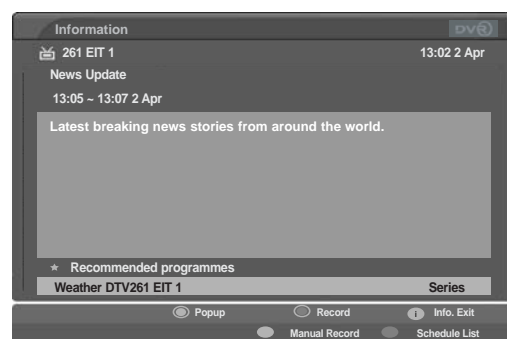 Information DVR
261 EIT 1 13:02 2 Apr
News Update
13:05 ~ 13:07 2 Apr
Latest breaking news stories from around the world.
★ Recommended programmes
Weather DTV261 EIT 1 Series
Popup Record i Info. Exit
Manual Record Schedule List